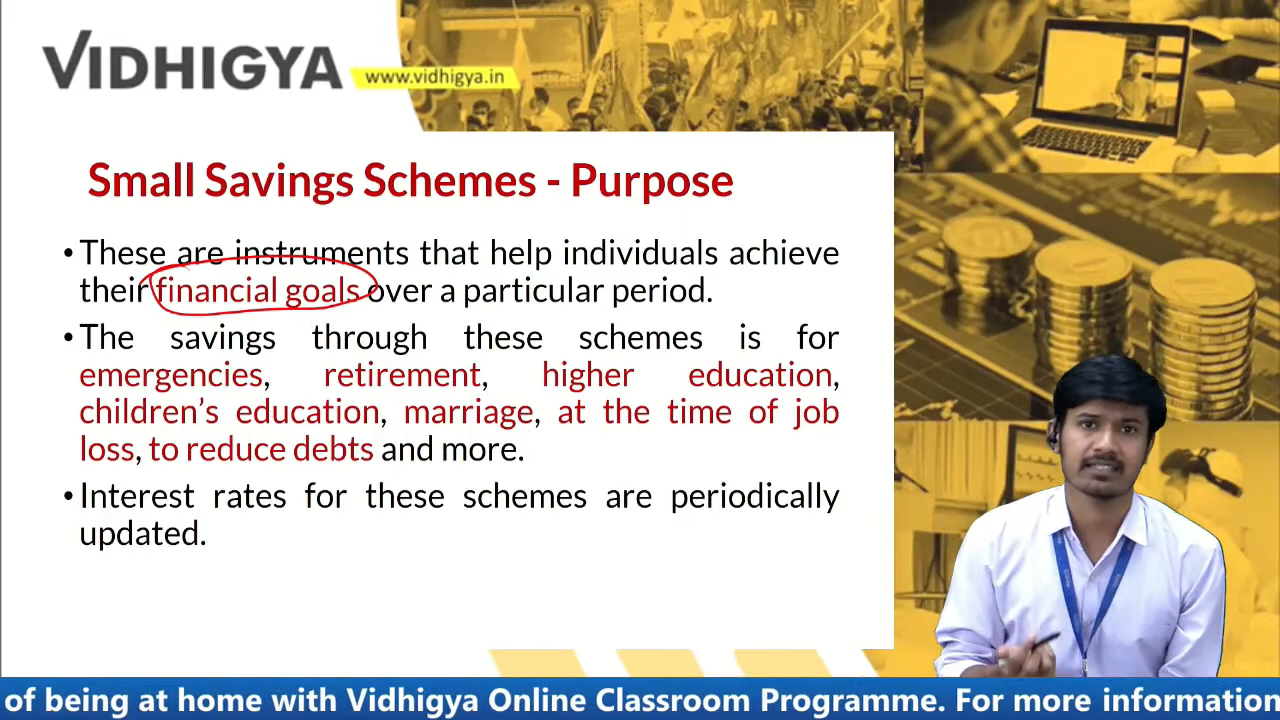 VIDHIGYA
www.vidhigya.in
Small Savings Schemes - Purpose
• These are instruments that help individuals achieve
their financial goals over a particular period.
• The savings through these schemes is for
emergencies, retirement, higher education,
children’s education, marriage, at the time of job
loss, to reduce debts and more.
• Interest rates for these schemes are periodically
updated.
of being at home with Vidhigya Online Classroom Programme. For more information